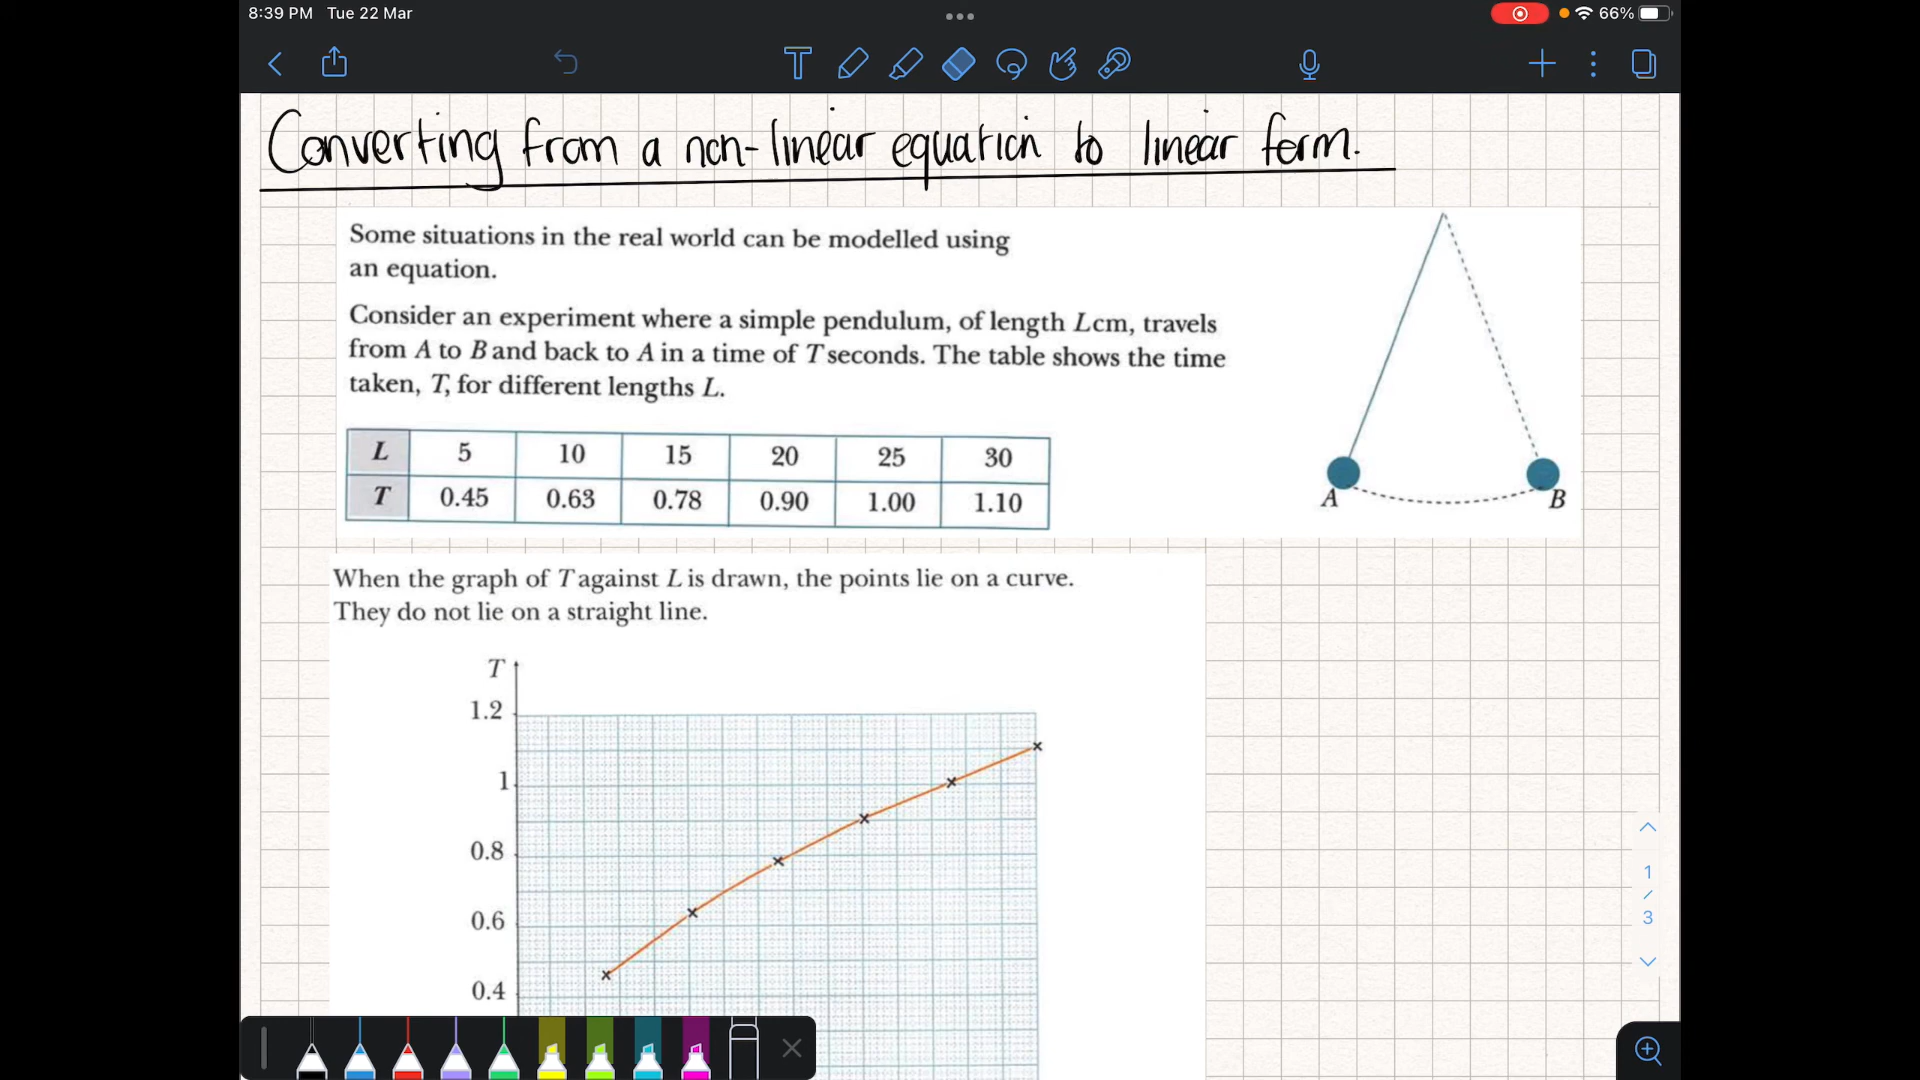 8:39 PM Tue 22 Mar
66%
T
Converting from a non-linear equation to linear form.
Some situations in the real world can be modelled using
an equation.
Consider an experiment where a simple pendulum, of length Lcm, travels
from A to B and back to A in a time of T seconds. The table shows the time
taken, T, for different lengths L.
L 5 10 15 20 25 30
T 0.45 0.63 0.78 0.90 1.00 1.10
A B
When the graph of T against L is drawn, the points lie on a curve.
They do not lie on a straight line.
T
1.2
1
0.8
0.6
0.4
1
/
3